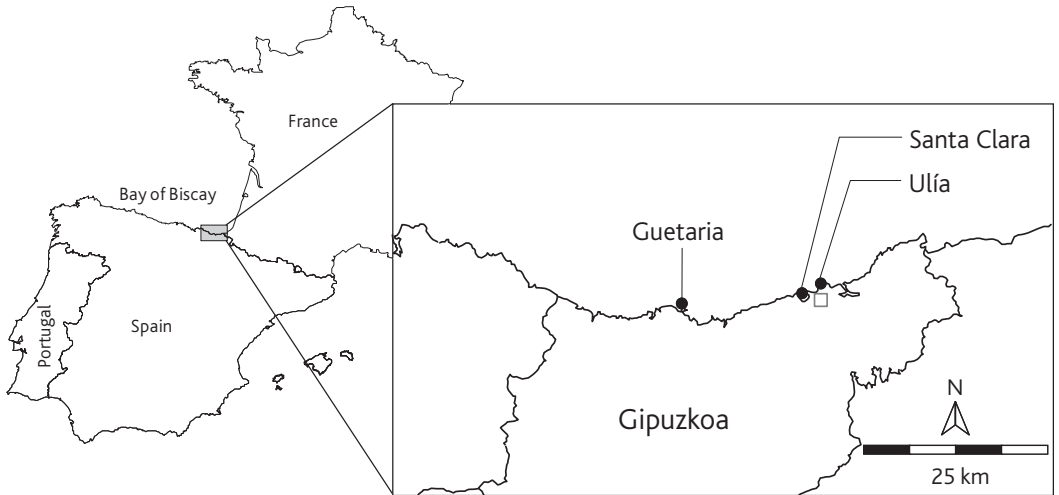 France
Bay of Biscay
Portugal
Spain
Santa Clara
Ulía
Guetaria
Gipuzkoa
N
25 km